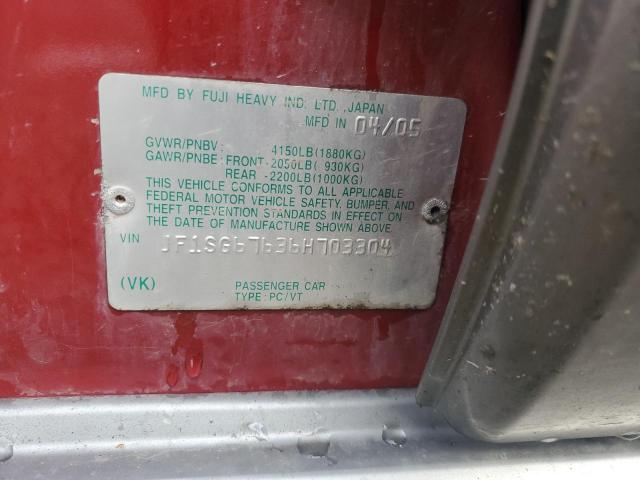 MFD BY FUJI HEAVY IND. LTD. JAPAN
MFD IN 04/05
GVWR/PNBV : 4150LB(1880KG)
GAWR/PNBE: FRONT-2050LB( 930KG)
REAR -2200LB(1000KG)
THIS VEHICLE CONFORMS TO ALL APPLICABLE
FEDERAL MOTOR VEHICLE SAFETY, BUMPER, AND
THEFT PREVENTION STANDARDS IN EFFECT ON
THE DATE OF MANUFACTURE SHOWN ABOVE.
VIN JF1SG67636H703304
(VK) PASSENGER CAR
TYPE: PC/VT